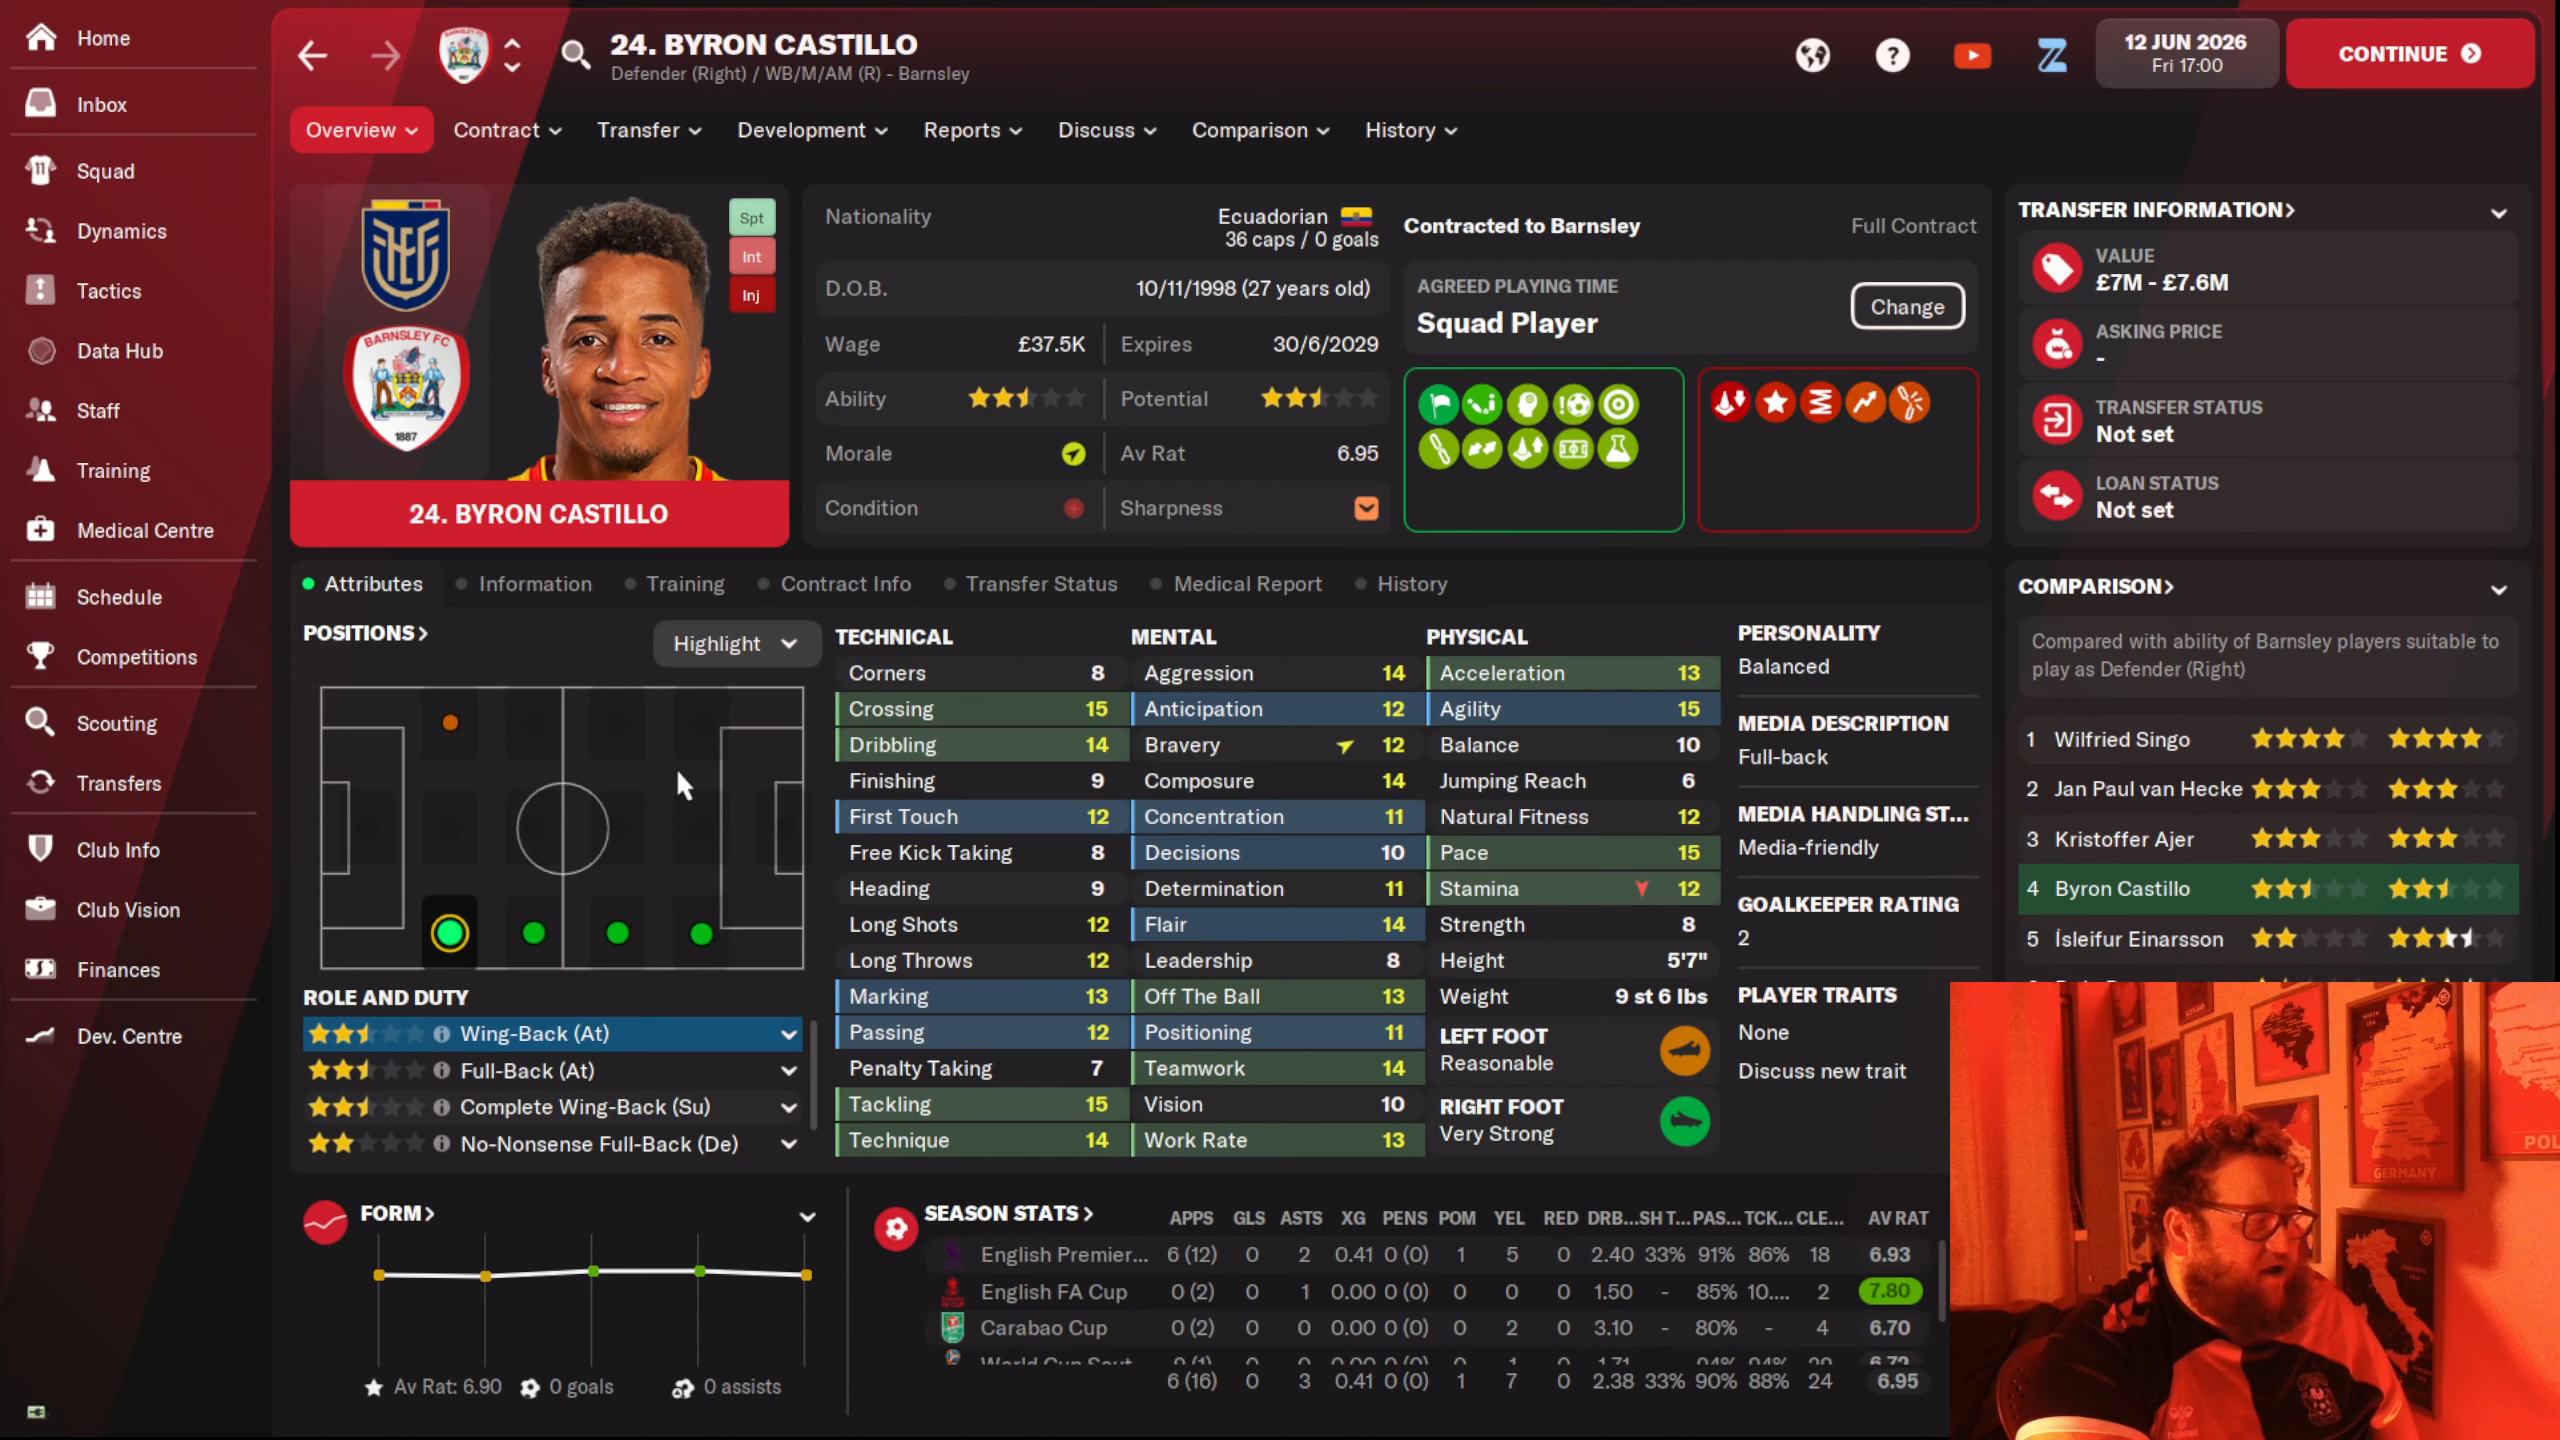 Home
Inbox
Squad
Dynamics
Tactics
Data Hub
Staff
Training
Medical Centre
Schedule
Competitions
Scouting
Transfers
Club Info
Club Vision
Finances
Dev. Centre
24. BYRON CASTILLO
Defender (Right) / WB/M/AM (R) - Barnsley
12 JUN 2026
Fri 17:00
CONTINUE
Overview Contract Transfer Development Reports Discuss Comparison History
BARNSLEY FC
1887
Spt
Int
Inj
24. BYRON CASTILLO
Nationality Ecuadorian
36 caps / 0 goals
D.O.B. 10/11/1998 (27 years old)
Wage £37.5K Expires 30/6/2029
Ability Potential
Morale Av Rat 6.95
Condition Sharpness
Contracted to Barnsley Full Contract
AGREED PLAYING TIME
Squad Player
Change
TRANSFER INFORMATION>
VALUE
£7M - £7.6M
ASKING PRICE
-
TRANSFER STATUS
Not set
LOAN STATUS
Not set
Attributes Information Training Contract Info Transfer Status Medical Report History
POSITIONS>
Highlight
ROLE AND DUTY
Wing-Back (At)
Full-Back (At)
Complete Wing-Back (Su)
No-Nonsense Full-Back (De)
TECHNICAL
Corners 8
Crossing 15
Dribbling 14
Finishing 9
First Touch 12
Free Kick Taking 8
Heading 9
Long Shots 12
Long Throws 12
Marking 13
Passing 12
Penalty Taking 7
Tackling 15
Technique 14
MENTAL
Aggression 14
Anticipation 12
Bravery 12
Composure 14
Concentration 11
Decisions 10
Determination 11
Flair 14
Leadership 8
Off The Ball 13
Positioning 11
Teamwork 14
Vision 10
Work Rate 13
PHYSICAL
Acceleration 13
Agility 15
Balance 10
Jumping Reach 6
Natural Fitness 12
Pace 15
Stamina 12
Strength 8
Height 5'7"
Weight 9 st 6 lbs
LEFT FOOT
Reasonable
RIGHT FOOT
Very Strong
PERSONALITY
Balanced
MEDIA DESCRIPTION
Full-back
MEDIA HANDLING ST...
Media-friendly
GOALKEEPER RATING
2
PLAYER TRAITS
None
Discuss new trait
COMPARISON>
Compared with ability of Barnsley players suitable to
play as Defender (Right)
1 Wilfried Singo
2 Jan Paul van Hecke
3 Kristoffer Ajer
4 Byron Castillo
5 Ísleifur Einarsson
FORM>
Av Rat: 6.90 0 goals 0 assists
SEASON STATS> APPS GLS ASTS XG PENS POM YEL RED DRB... SH T... PAS... TCK... CLE... AV RAT
English Premier... 6 (12) 0 2 0.41 0 (0) 1 5 0 2.40 33% 91% 86% 18 6.93
English FA Cup 0 (2) 0 1 0.00 0 (0) 0 0 0 1.50 - 85% 10.... 2 7.80
Carabao Cup 0 (2) 0 0 0.00 0 (0) 0 2 0 3.10 - 80% - 4 6.70
6 (16) 0 3 0.41 0 (0) 1 7 0 2.38 33% 90% 88% 24 6.95
GERMANY
POL